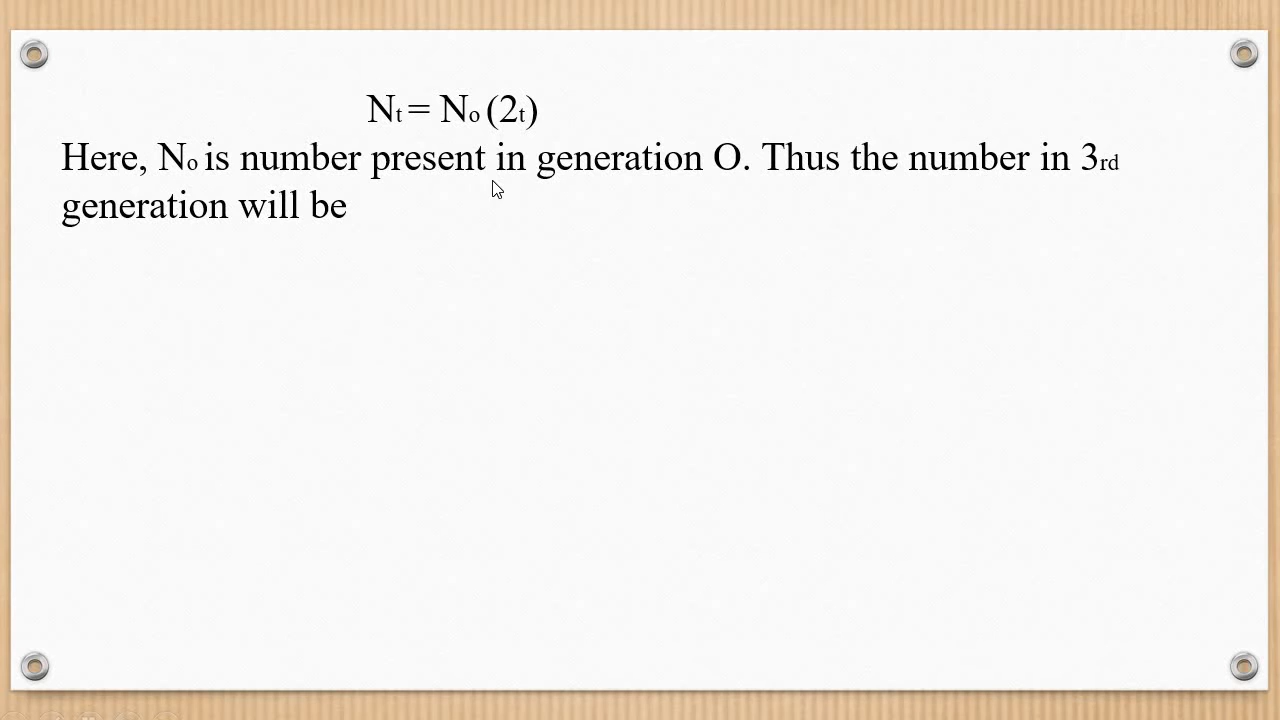 Nt = No (2t)
Here, No is number present in generation O. Thus the number in 3rd
generation will be